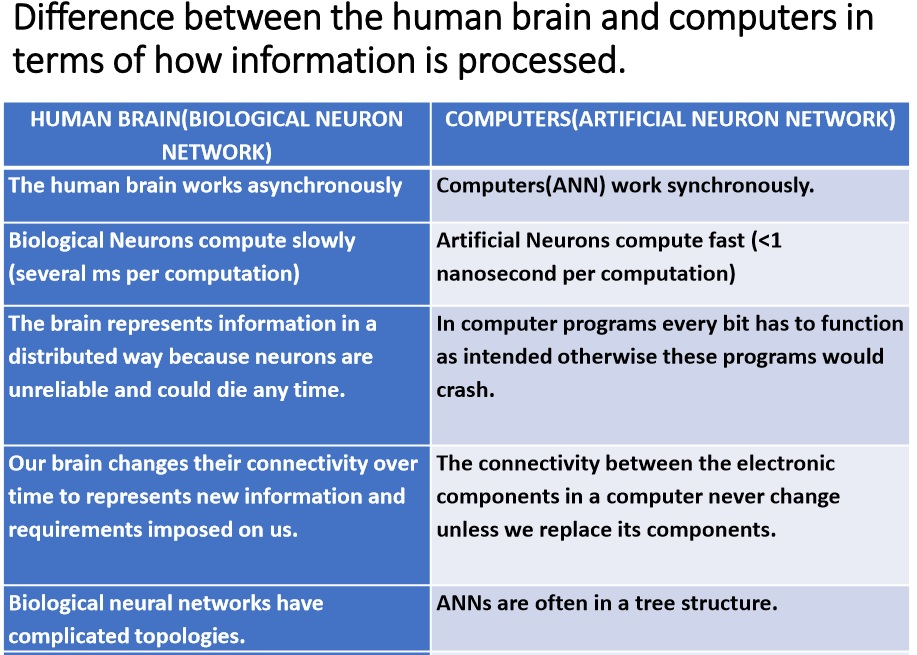 Difference between the human brain and computers in
terms of how information is processed.
HUMAN BRAIN(BIOLOGICAL NEURON
NETWORK)
COMPUTERS(ARTIFICIAL NEURON NETWORK)
The human brain works asynchronously
Computers(ANN) work synchronously.
Biological Neurons compute slowly
(several ms per computation)
Artificial Neurons compute fast (<1
nanosecond per computation)
The brain represents information in a
distributed way because neurons are
unreliable and could die any time.
In computer programs every bit has to function
as intended otherwise these programs would
crash.
Our brain changes their connectivity over
time to represents new information and
requirements imposed on us.
The connectivity between the electronic
components in a computer never change
unless we replace its components.
Biological neural networks have
complicated topologies.
ANNs are often in a tree structure.